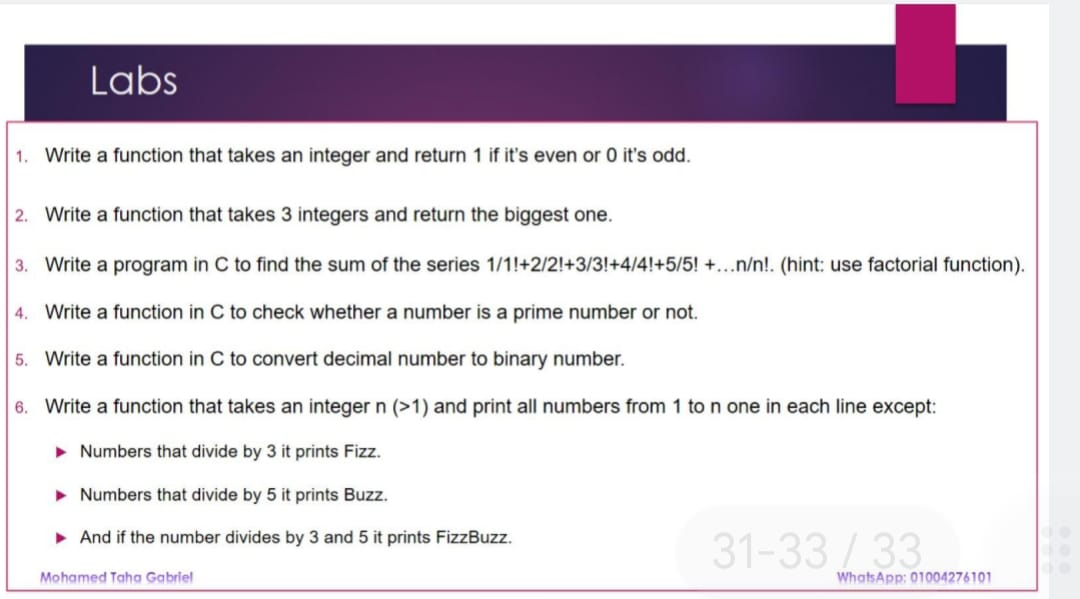 Labs
1. Write a function that takes an integer and return 1 if it's even or 0 it's odd.
2. Write a function that takes 3 integers and return the biggest one.
3. Write a program in C to find the sum of the series 1/1!+2/2!+3/3!+4/4!+5/5! +...n/n!. (hint: use factorial function).
4. Write a function in C to check whether a number is a prime number or not.
5. Write a function in C to convert decimal number to binary number.
6. Write a function that takes an integer n (>1) and print all numbers from 1 to n one in each line except:
► Numbers that divide by 3 it prints Fizz.
► Numbers that divide by 5 it prints Buzz.
► And if the number divides by 3 and 5 it prints FizzBuzz.
31-33 / 33
Mohamed Taha Gabriel
WhatsApp: 01004276101